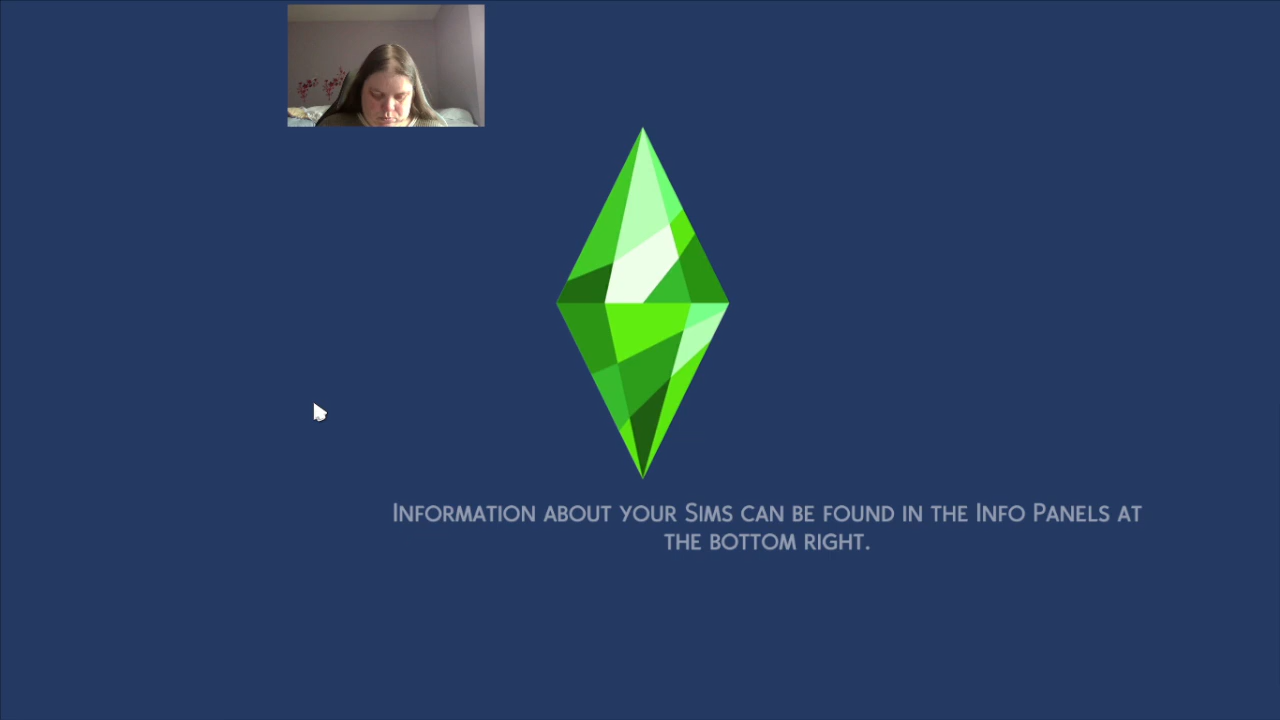 Information about your Sims can be found in the Info Panels at
the bottom right.